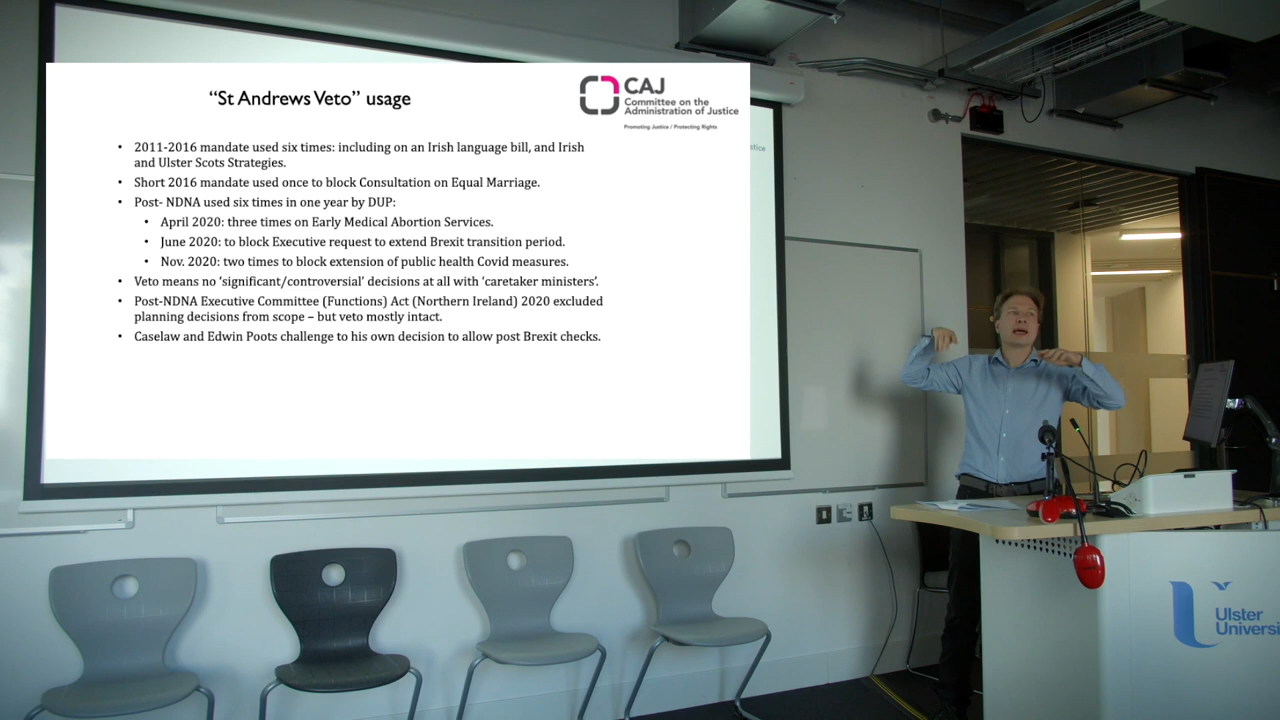 "St Andrews Veto" usage
CAJ
Committee on the
Administration of Justice
Promoting Justice / Protecting Rights
• 2011-2016 mandate used six times: including on an Irish language bill, and Irish
and Ulster Scots Strategies.
• Short 2016 mandate used once to block Consultation on Equal Marriage.
• Post- NDNA used six times in one year by DUP:
• April 2020: three times on Early Medical Abortion Services.
• June 2020: to block Executive request to extend Brexit transition period.
• Nov. 2020: two times to block extension of public health Covid measures.
• Veto means no 'significant/controversial' decisions at all with 'caretaker ministers'.
• Post-NDNA Executive Committee (Functions) Act (Northern Ireland) 2020 excluded
planning decisions from scope – but veto mostly intact.
• Caselaw and Edwin Poots challenge to his own decision to allow post Brexit checks.
stice
Ulster
Universi